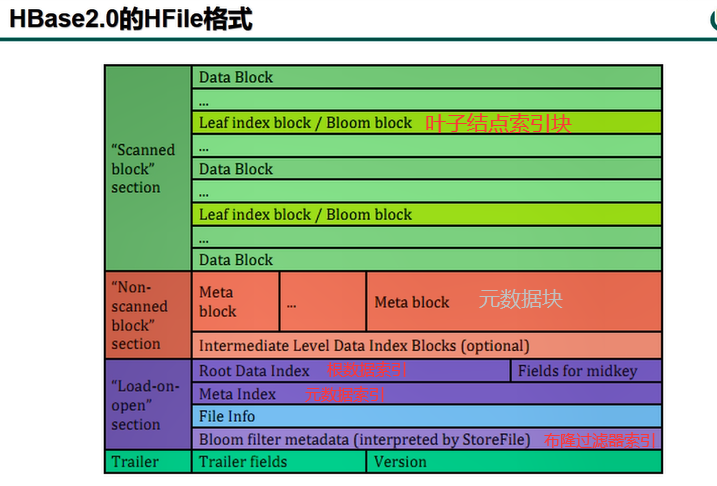 HBase2.0的HFile格式
"Scanned block" section
Data Block
...
Leaf index block / Bloom block 叶子结点索引块
...
Data Block
...
Leaf index block / Bloom block
...
Data Block
"Non-scanned block" section
Meta block
...
Meta block 元数据块
Intermediate Level Data Index Blocks (optional)
"Load-on-open" section
Root Data Index 根数据索引
Fields for midkey
Meta Index 元数据索引
File Info
Bloom filter metadata (interpreted by StoreFile) 布隆过滤器索引
Trailer
Trailer fields
Version